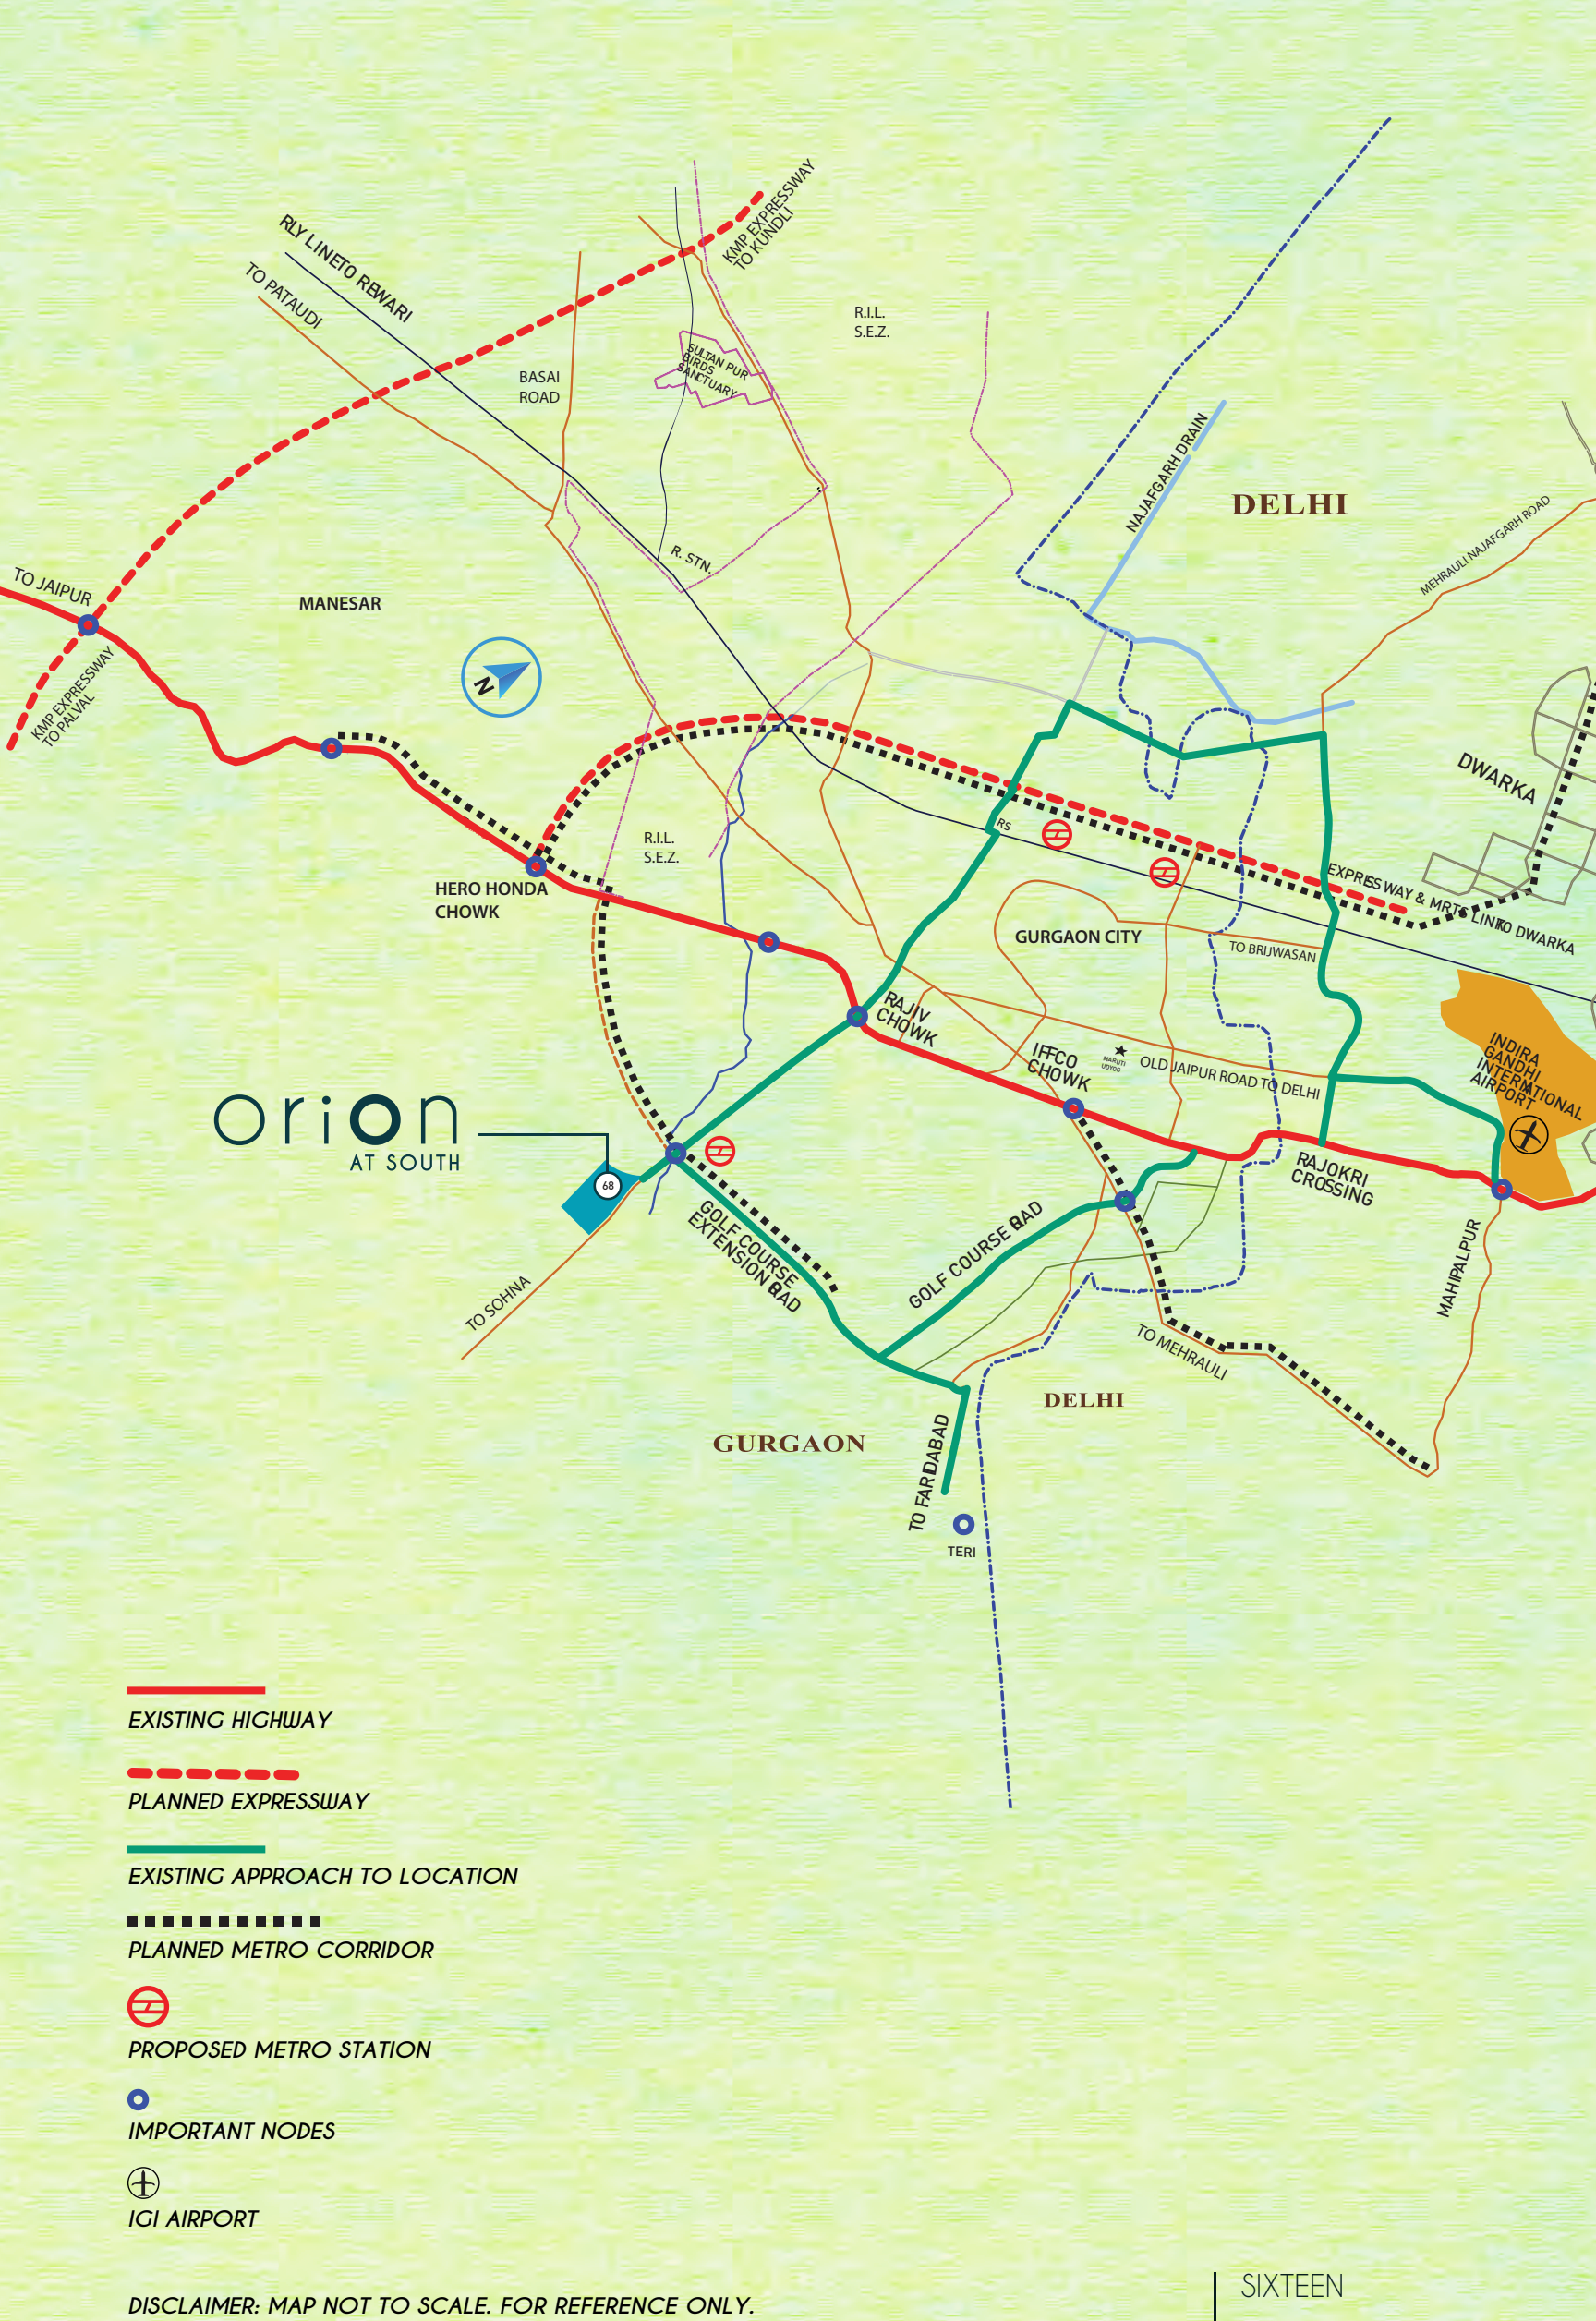 KMP EXPRESSWAY
TO KUNDLI
RLY LINETO REWARI
TO PATAUDI
R.I.L.
S.E.Z.
BASAI
ROAD
SULTAN PUR
BIRDS
SANCTUARY
NAJAFGARH DRAIN
DELHI
MEHRAULI NAJAFGARH ROAD
R. STN.
TO JAIPUR
MANESAR
N
KMP EXPRESSWAY
TO PALVAL
DWARKA
RS
R.I.L.
S.E.Z.
HERO HONDA
CHOWK
EXPRESS WAY & MRTS LINK TO DWARKA
GURGAON CITY
TO BRIJWASAN
RAJIV
CHOWK
IFFCO
CHOWK
MARUTI
UDYOG
OLD JAIPUR ROAD TO DELHI
INDIRA
GANDHI
INTERNATIONAL
AIRPORT
orion
AT SOUTH
68
RAJOKRI
CROSSING
GOLF COURSE
EXTENSION ROAD
GOLF COURSE ROAD
MAHIPALPUR
TO SOHNA
TO MEHRAULI
DELHI
GURGAON
TO FARIDABAD
TERI
EXISTING HIGHWAY
PLANNED EXPRESSWAY
EXISTING APPROACH TO LOCATION
PLANNED METRO CORRIDOR
PROPOSED METRO STATION
IMPORTANT NODES
IGI AIRPORT
DISCLAIMER: MAP NOT TO SCALE. FOR REFERENCE ONLY.
SIXTEEN